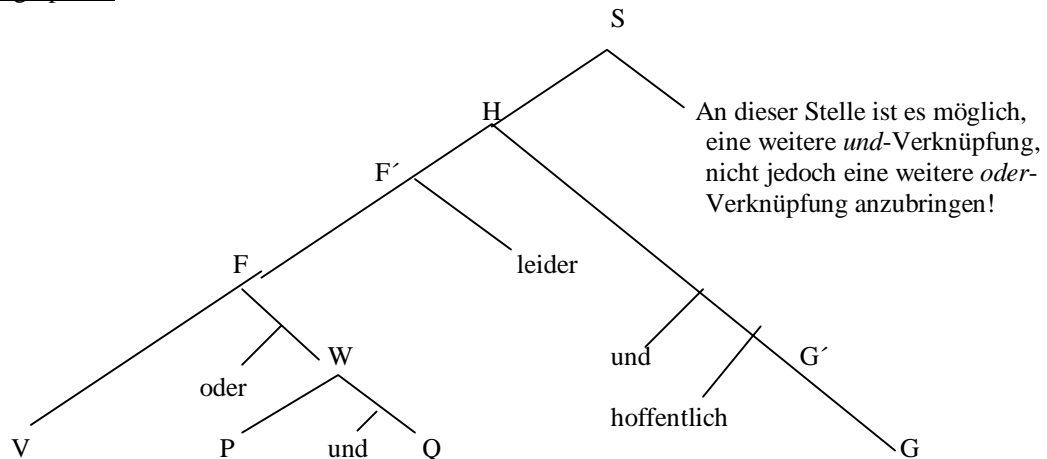 S
An dieser Stelle ist es möglich,
H
eine weitere und-Verknüpfung,
F´
nicht jedoch eine weitere oder-
Verknüpfung anzubringen!
F
leider
W
und
G´
oder
hoffentlich
V
P
und
Q
G